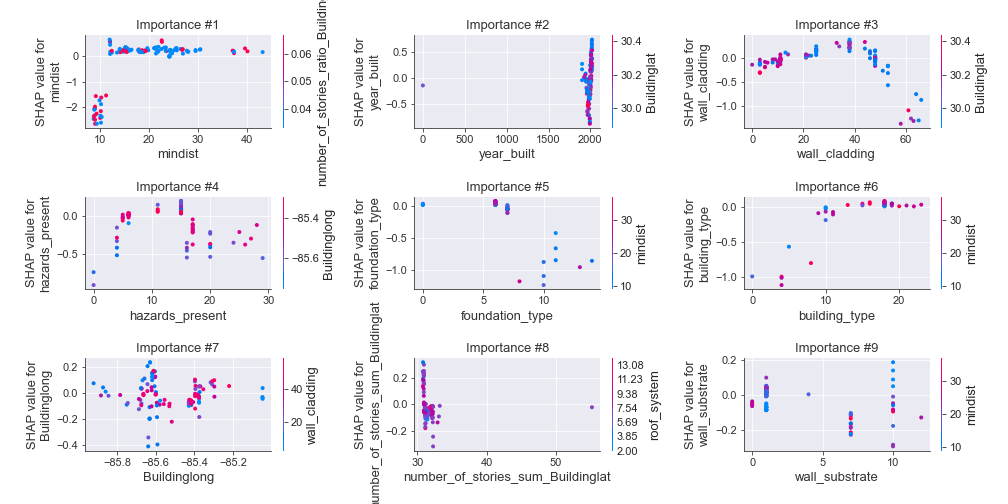 Importance #1
SHAP value for
mindist
0
−2
10
20
30
40
mindist
0.06
0.05
0.04
number_of_stories_ratio_Building
Importance #2
SHAP value for
year_built
0.5
0.0
−0.5
0
500
1000
1500
2000
year_built
30.4
30.2
30.0
Buildinglat
Importance #3
SHAP value for
wall_cladding
0.0
−0.5
−1.0
0
20
40
60
wall_cladding
30.4
30.2
30.0
Buildinglat
Importance #4
SHAP value for
hazards_present
0.0
−0.5
0
10
20
30
hazards_present
−85.4
−85.6
Buildinglong
Importance #5
SHAP value for
foundation_type
0.0
−0.5
−1.0
0
5
10
foundation_type
30
20
10
mindist
Importance #6
SHAP value for
building_type
0.0
−0.5
−1.0
0
10
20
building_type
30
20
10
mindist
Importance #7
SHAP value for
Buildinglong
0.2
0.0
−0.2
−0.4
−85.8
−85.6
−85.4
−85.2
Buildinglong
40
20
wall_cladding
Importance #8
SHAP value for
number_of_stories_sum_Buildinglat
0.2
0.0
−0.2
30
40
50
number_of_stories_sum_Buildinglat
13.08
11.23
9.38
7.54
5.69
3.85
2.00
roof_system
Importance #9
SHAP value for
wall_substrate
0.2
0.0
−0.2
0
5
10
wall_substrate
30
20
10
mindist